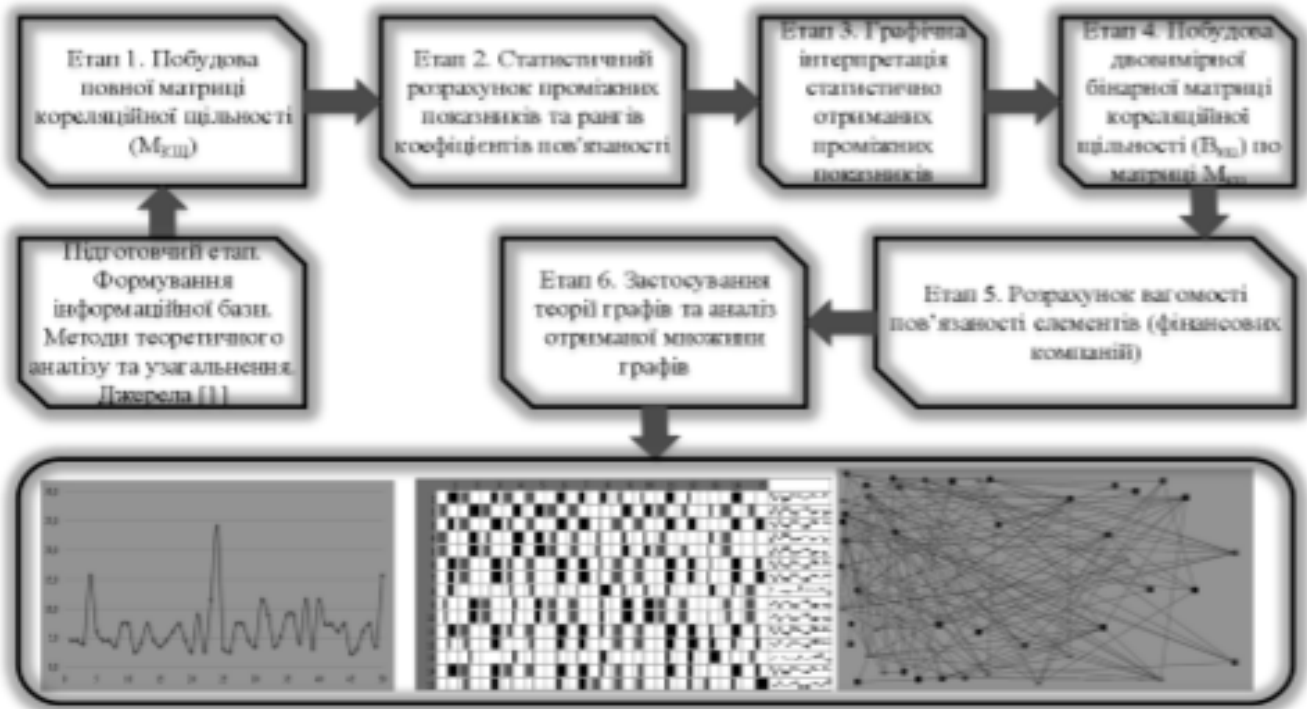 Етап 1. Побудова
повної матриці
кореляційної щільності
(МКЩ)
Етап 2. Статистичний
розрахунок проміжних
показників та рангів
коефіцієнтів пов’язаності
Етап 3. Графічна
інтерпретація
статистично
отриманих
проміжних
показників
Етап 4. Побудова
двовимірної
бінарної матриці
кореляційної
щільності (Вкщ) по
матриці МКЩ
Підготовчий етап.
Формування
інформаційної бази.
Методи теоретичного
аналізу та узагальнення.
Джерела [1]
Етап 6. Застосування
теорії графів та аналіз
отриманої множини
графів
Етап 5. Розрахунок вагомості
пов’язаності елементів (фінансових
компаній)